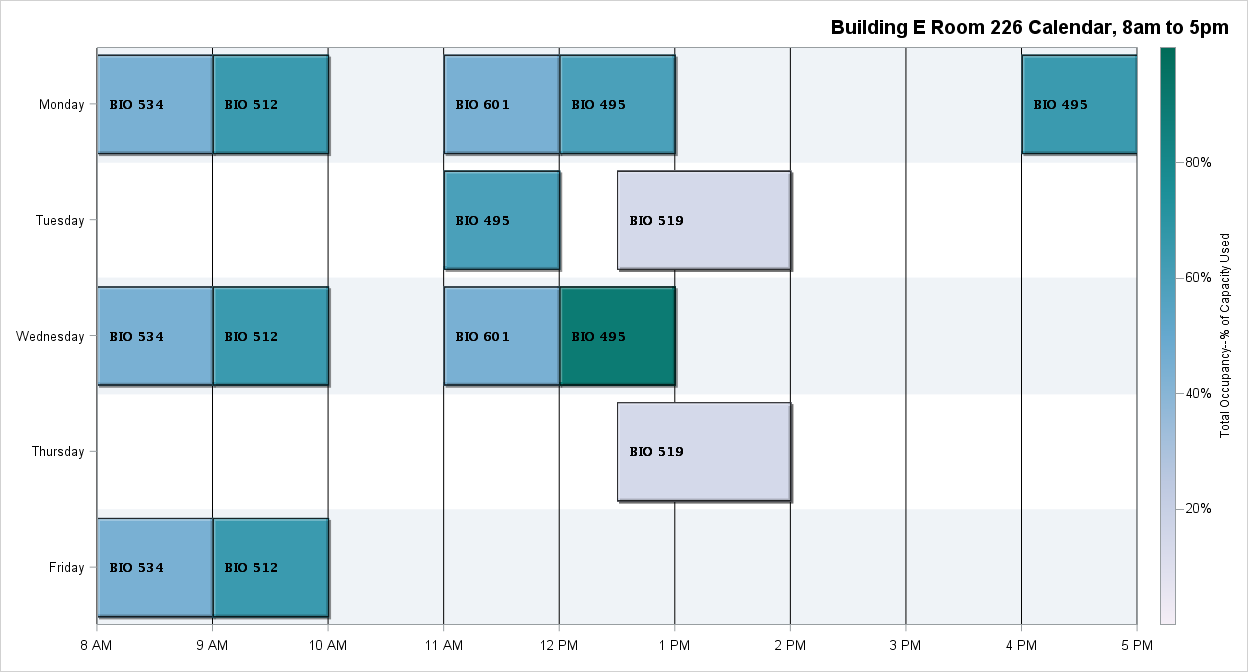 Building E Room 226 Calendar, 8am to 5pm
Monday
BIO 534
BIO 512
BIO 601
BIO 495
BIO 495
Tuesday
BIO 495
BIO 519
Wednesday
BIO 534
BIO 512
BIO 601
BIO 495
Thursday
BIO 519
Friday
BIO 534
BIO 512
8 AM
9 AM
10 AM
11 AM
12 PM
1 PM
2 PM
3 PM
4 PM
5 PM
80%
60%
40%
20%
Total Occupancy--% of Capacity Used